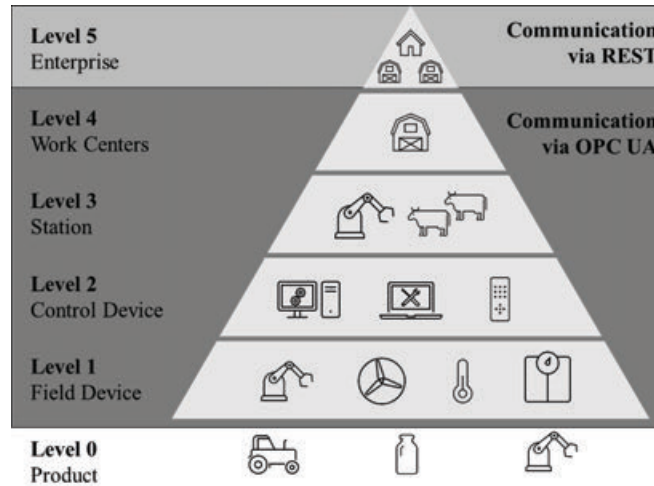 Level 5
Enterprise
Communication
via REST
Level 4
Work Centers
Communication
via OPC UA
Level 3
Station
Level 2
Control Device
Level 1
Field Device
Level 0
Product